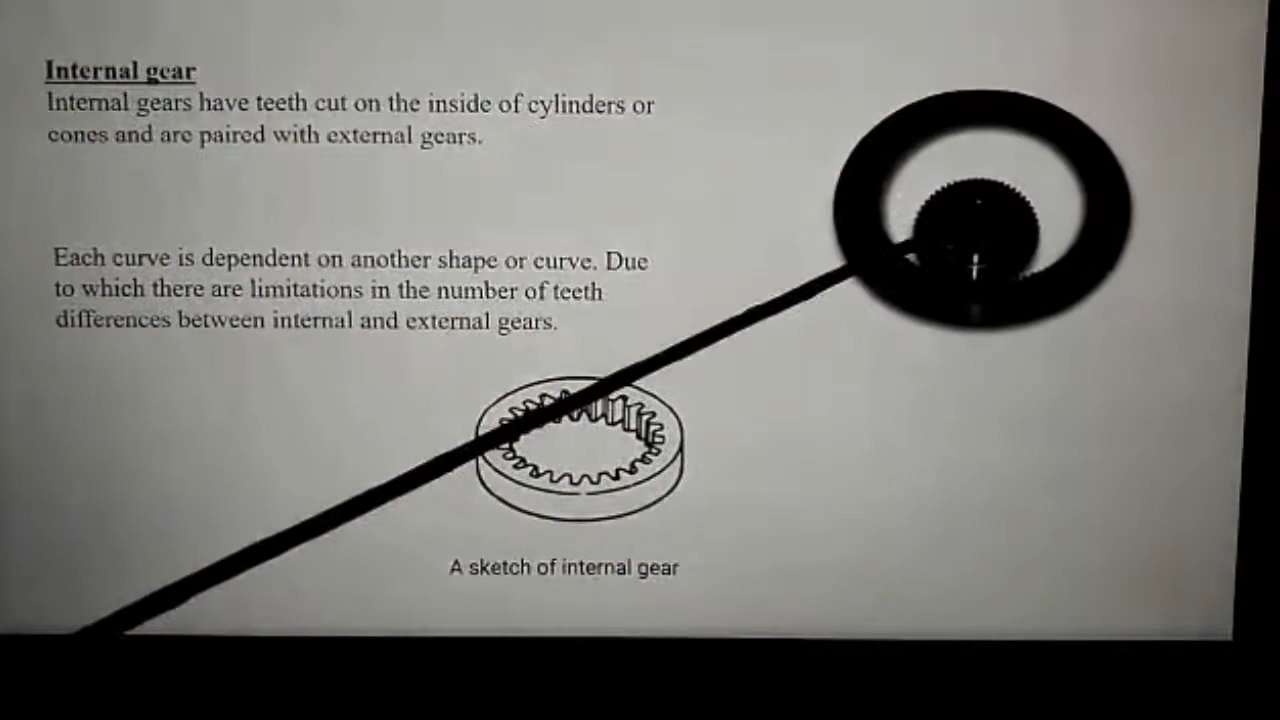 Internal gear
Internal gears have teeth cut on the inside of cylinders or
cones and are paired with external gears.
Each curve is dependent on another shape or curve. Due
to which there are limitations in the number of teeth
differences between internal and external gears.
A sketch of internal gear